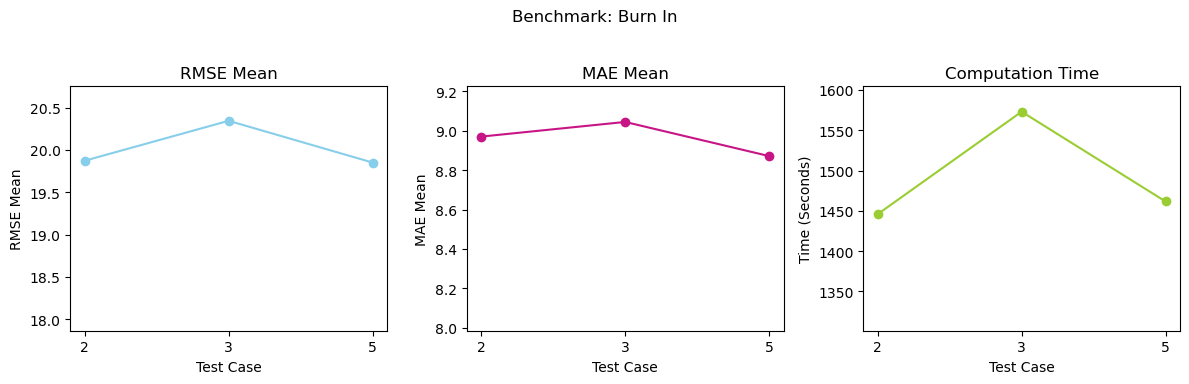 Benchmark: Burn In
RMSE Mean
RMSE Mean
20.5
20.0
19.5
19.0
18.5
18.0
2
3
5
Test Case
MAE Mean
MAE Mean
9.2
9.0
8.8
8.6
8.4
8.2
8.0
2
3
5
Test Case
Computation Time
Time (Seconds)
1600
1550
1500
1450
1400
1350
2
3
5
Test Case